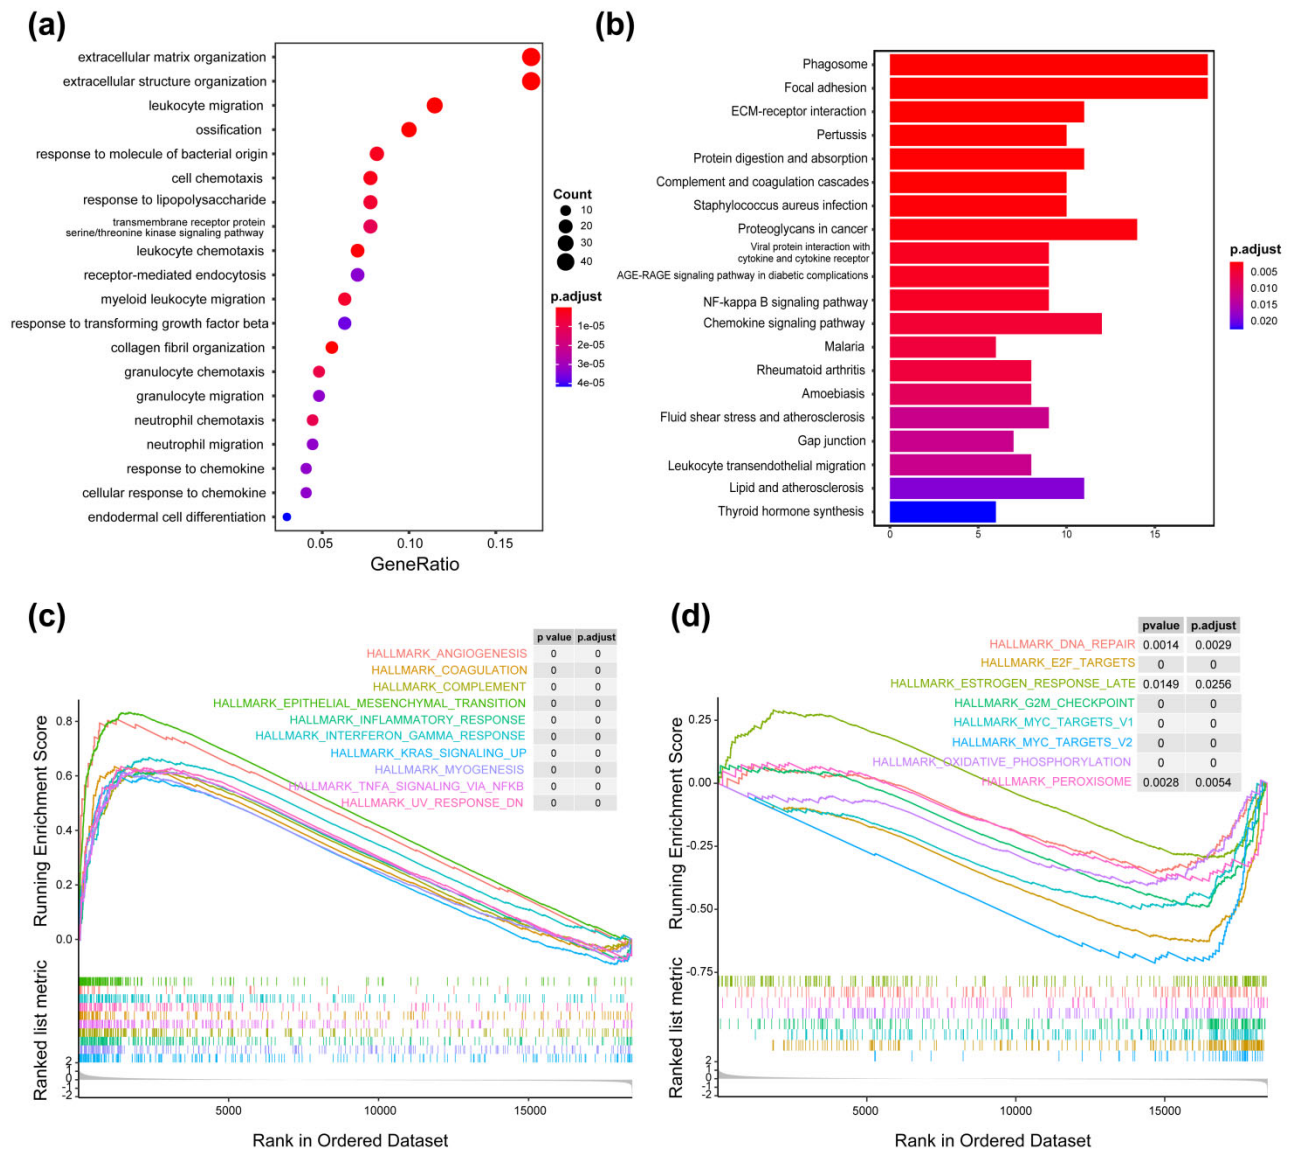 (a)
extracellular matrix organization
extracellular structure organization
leukocyte migration
ossification
response to molecule of bacterial origin
cell chemotaxis
response to lipopolysaccharide
transmembrane receptor protein
serine/threonine kinase signaling pathway
leukocyte chemotaxis
receptor-mediated endocytosis
myeloid leukocyte migration
response to transforming growth factor beta
collagen fibril organization
granulocyte chemotaxis
granulocyte migration
neutrophil chemotaxis
neutrophil migration
response to chemokine
cellular response to chemokine
endodermal cell differentiation
0.05 0.10 0.15
GeneRatio
Count
10
20
30
40
p.adjust
1e-05
2e-05
3e-05
4e-05
(b)
Phagosome
Focal adhesion
ECM-receptor interaction
Pertussis
Protein digestion and absorption
Complement and coagulation cascades
Staphylococcus aureus infection
Proteoglycans in cancer
Viral protein interaction with
cytokine and cytokine receptor
AGE-RAGE signaling pathway in diabetic complications
NF-kappa B signaling pathway
Chemokine signaling pathway
Malaria
Rheumatoid arthritis
Amoebiasis
Fluid shear stress and atherosclerosis
Gap junction
Leukocyte transendothelial migration
Lipid and atherosclerosis
Thyroid hormone synthesis
0 5 10 15
p.adjust
0.005
0.010
0.015
0.020
(c)
p value p.adjust
HALLMARK_ANGIOGENESIS 0 0
HALLMARK_COAGULATION 0 0
HALLMARK_COMPLEMENT 0 0
HALLMARK_EPITHELIAL_MESENCHYMAL_TRANSITION 0 0
HALLMARK_INFLAMMATORY_RESPONSE 0 0
HALLMARK_INTERFERON_GAMMA_RESPONSE 0 0
HALLMARK_KRAS_SIGNALING_UP 0 0
HALLMARK_MYOGENESIS 0 0
HALLMARK_TNFA_SIGNALING_VIA_NFKB 0 0
HALLMARK_UV_RESPONSE_DN 0 0
Running Enrichment Score
0.8
0.6
0.4
0.2
0.0
Ranked list metric
2
1
0
-1
-2
5000 10000 15000
Rank in Ordered Dataset
(d)
pvalue p.adjust
HALLMARK_DNA_REPAIR 0.0014 0.0029
HALLMARK_E2F_TARGETS 0 0
HALLMARK_ESTROGEN_RESPONSE_LATE 0.0149 0.0256
HALLMARK_G2M_CHECKPOINT 0 0
HALLMARK_MYC_TARGETS_V1 0 0
HALLMARK_MYC_TARGETS_V2 0 0
HALLMARK_OXIDATIVE_PHOSPHORYLATION 0 0
HALLMARK_PEROXISOME 0.0028 0.0054
Running Enrichment Score
0.25
0.00
-0.25
-0.50
-0.75
Ranked list metric
2
1
0
-1
-2
5000 10000 15000
Rank in Ordered Dataset